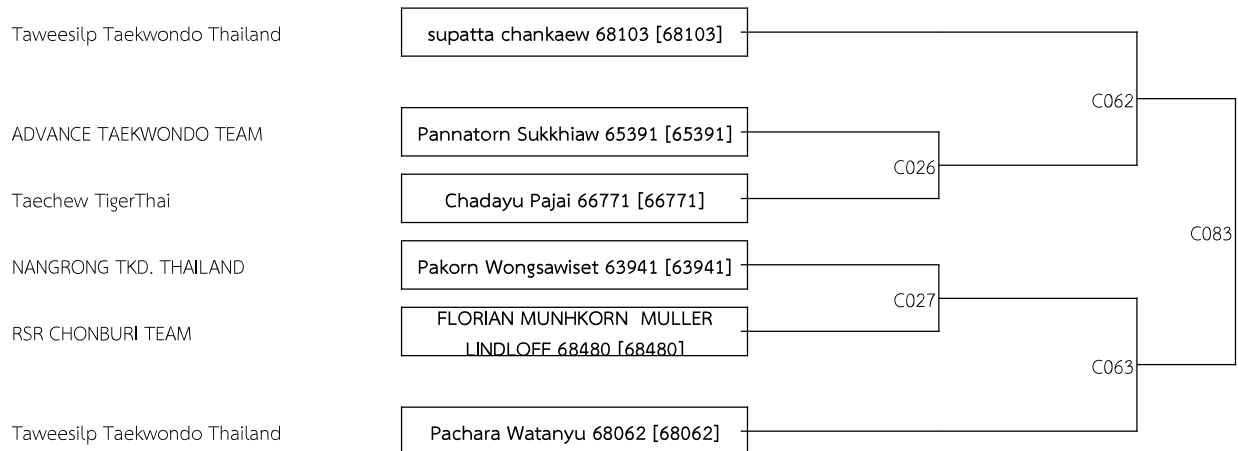 Taweesilp Taekwondo Thailand supatta chankaew 68103 [68103]
C062
ADVANCE TAEKWONDO TEAM Pannatorn Sukkhiaw 65391 [65391]
C026
Taechew TigerThai Chadayu Pajai 66771 [66771]
C083
NANGRONG TKD. THAILAND Pakorn Wongsawiset 63941 [63941]
C027
FLORIAN MUNHKORN MULLER
RSR CHONBURI TEAM
LINDLOFF 68480 [68480]
C063
Taweesilp Taekwondo Thailand Pachara Watanyu 68062 [68062]